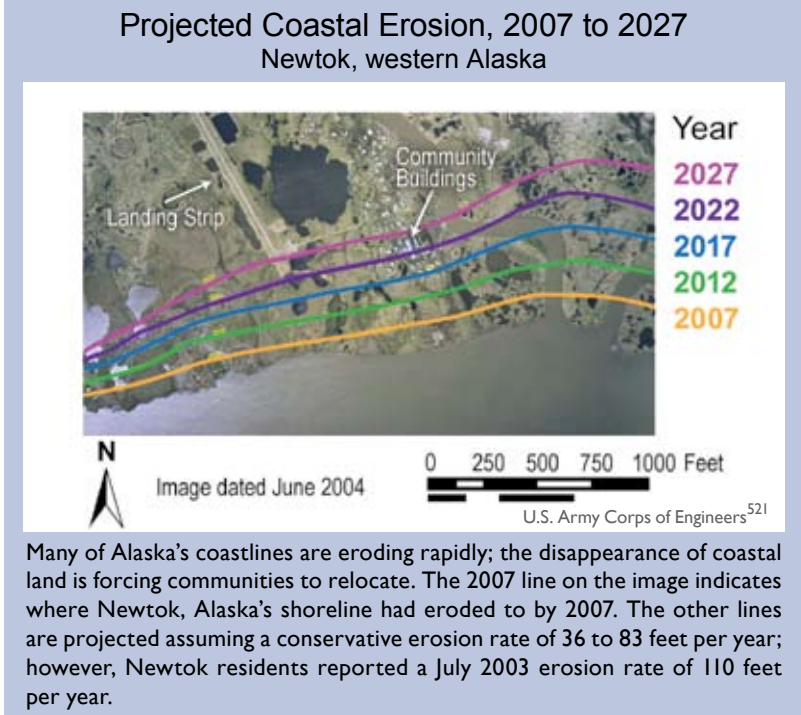 Projected Coastal Erosion, 2007 to 2027
Newtok, western Alaska
Year
2027
2022
2017
2012
2007
Community
Buildings
Landing Strip
N
Image dated June 2004
0 250 500 750 1000 Feet
U.S. Army Corps of Engineers521
Many of Alaska's coastlines are eroding rapidly; the disappearance of coastal
land is forcing communities to relocate. The 2007 line on the image indicates
where Newtok, Alaska's shoreline had eroded to by 2007. The other lines
are projected assuming a conservative erosion rate of 36 to 83 feet per year;
however, Newtok residents reported a July 2003 erosion rate of 110 feet
per year.